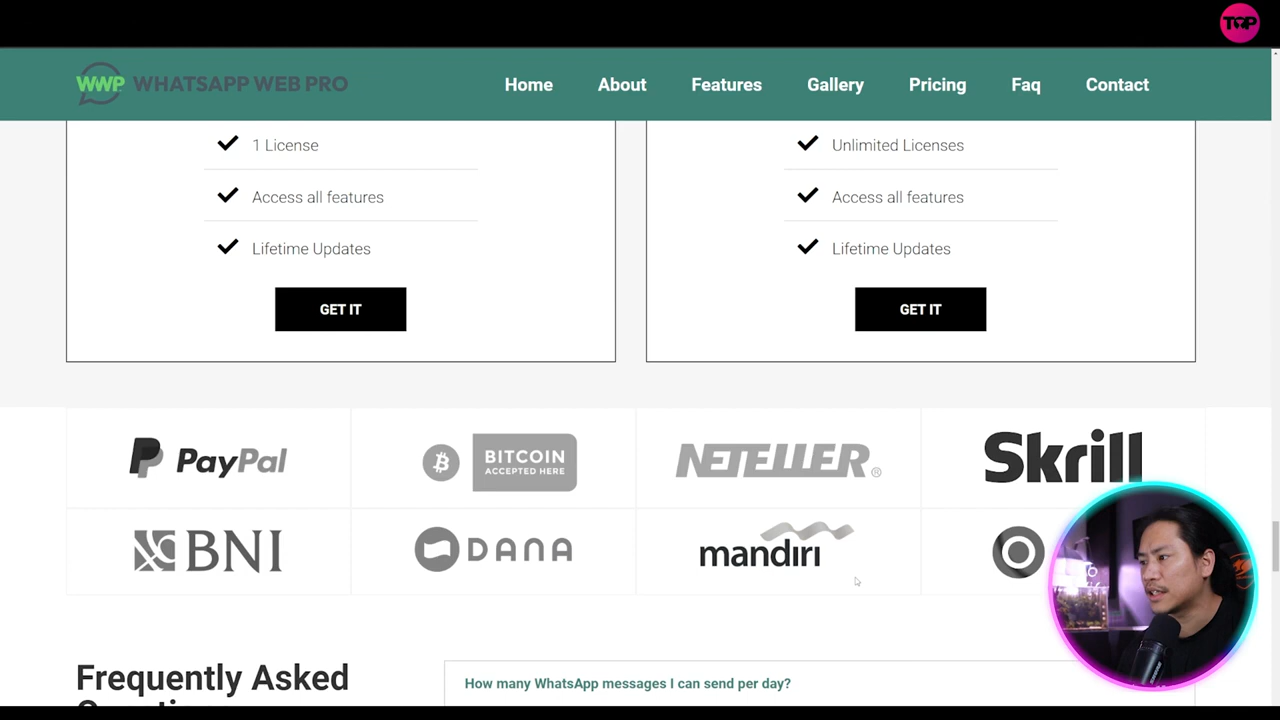 TOP
WWP WHATSAPP WEB PRO
Home About Features Gallery Pricing Faq Contact
1 License
Access all features
Lifetime Updates
GET IT
Unlimited Licenses
Access all features
Lifetime Updates
GET IT
PayPal
BITCOIN
ACCEPTED HERE
NETELLER®
Skrill
BNI
DANA
mandırı
Frequently Asked
How many WhatsApp messages I can send per day?